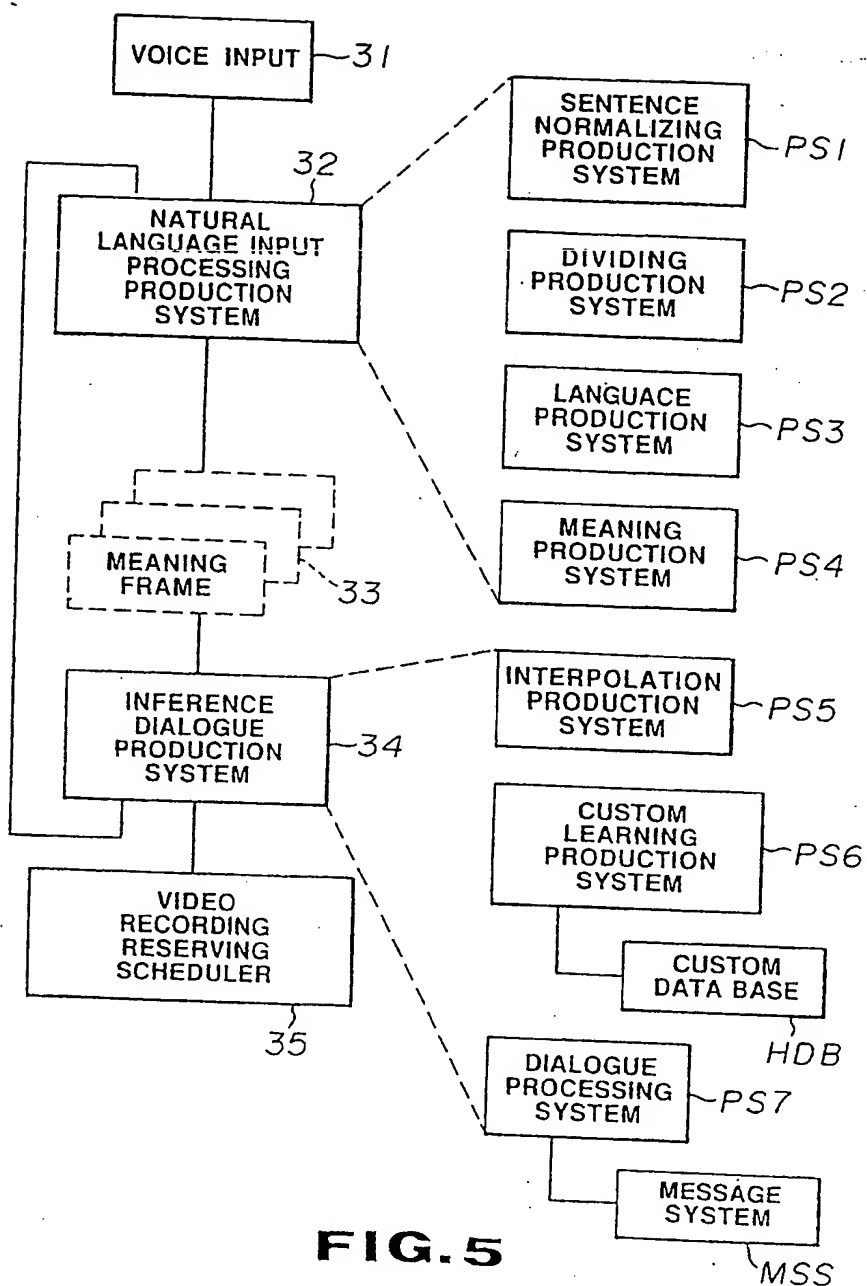 VOICE INPUT
31
32
NATURAL
LANGUAGE INPUT
PROCESSING
PRODUCTION
SYSTEM
MEANING
FRAME
33
INFERENCE
DIALOGUE
PRODUCTION
SYSTEM
34
VIDEO
RECORDING
RESERVING
SCHEDULER
35
SENTENCE
NORMALIZING
PRODUCTION
SYSTEM
PS1
DIVIDING
PRODUCTION
SYSTEM
PS2
LANGUACE
PRODUCTION
SYSTEM
PS3
MEANING
PRODUCTION
SYSTEM
PS4
INTERPOLATION
PRODUCTION
SYSTEM
PS5
CUSTOM
LEARNING
PRODUCTION
SYSTEM
PS6
CUSTOM
DATA BASE
HDB
DIALOGUE
PROCESSING
SYSTEM
PS7
MESSAGE
SYSTEM
MSS
FIG.5